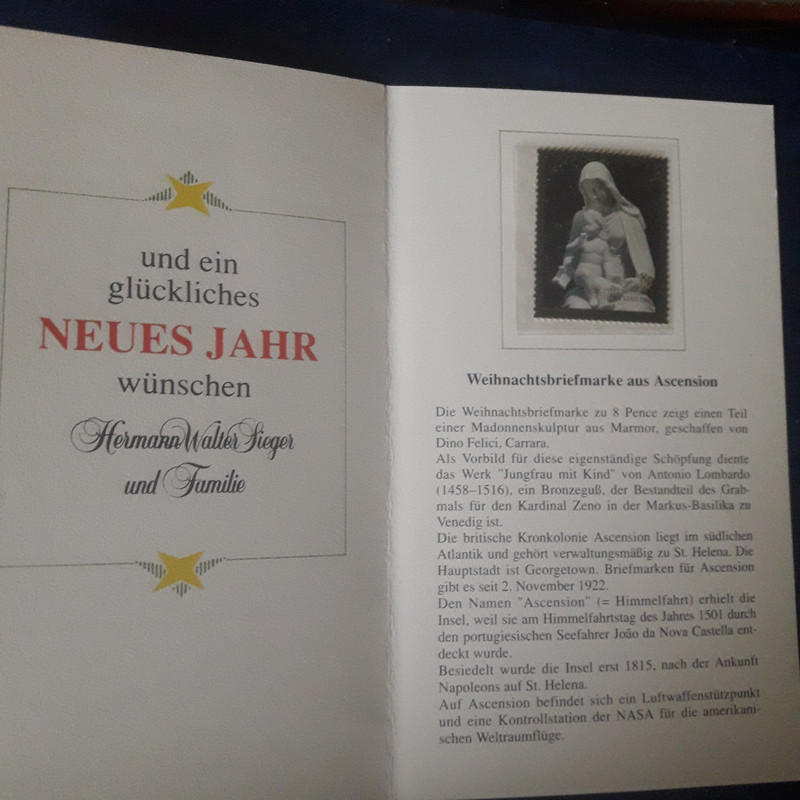 und ein
glückliches
NEUES JAHR
wünschen
Hermann Walter Sieger
und Familie
Weihnachtsbriefmarke aus Ascension
Die Weihnachtsbriefmarke zu 8 Pence zeigt einen Teil
einer Madonnenskulptur aus Marmor, geschaffen von
Dino Felici, Carrara.
Als Vorbild für diese eigenständige Schöpfung diente
das Werk "Jungfrau mit Kind" von Antonio Lombardo
(1458–1516), ein Bronzeguß, der Bestandteil des Grab-
mals für den Kardinal Zeno in der Markus-Basilika zu
Venedig ist.
Die britische Kronkolonie Ascension liegt im südlichen
Atlantik und gehört verwaltungsmäßig zu St. Helena. Die
Hauptstadt ist Georgetown. Briefmarken für Ascension
gibt es seit 2. November 1922.
Den Namen "Ascension" (= Himmelfahrt) erhielt die
Insel, weil sie am Himmelfahrtstag des Jahres 1501 durch
den portugiesischen Seefahrer João da Nova Castella ent-
deckt wurde.
Besiedelt wurde die Insel erst 1815, nach der Ankunft
Napoleons auf St. Helena.
Auf Ascension befindet sich ein Luftwaffenstützpunkt
und eine Kontrollstation der NASA für die amerikani-
schen Weltraumflüge.